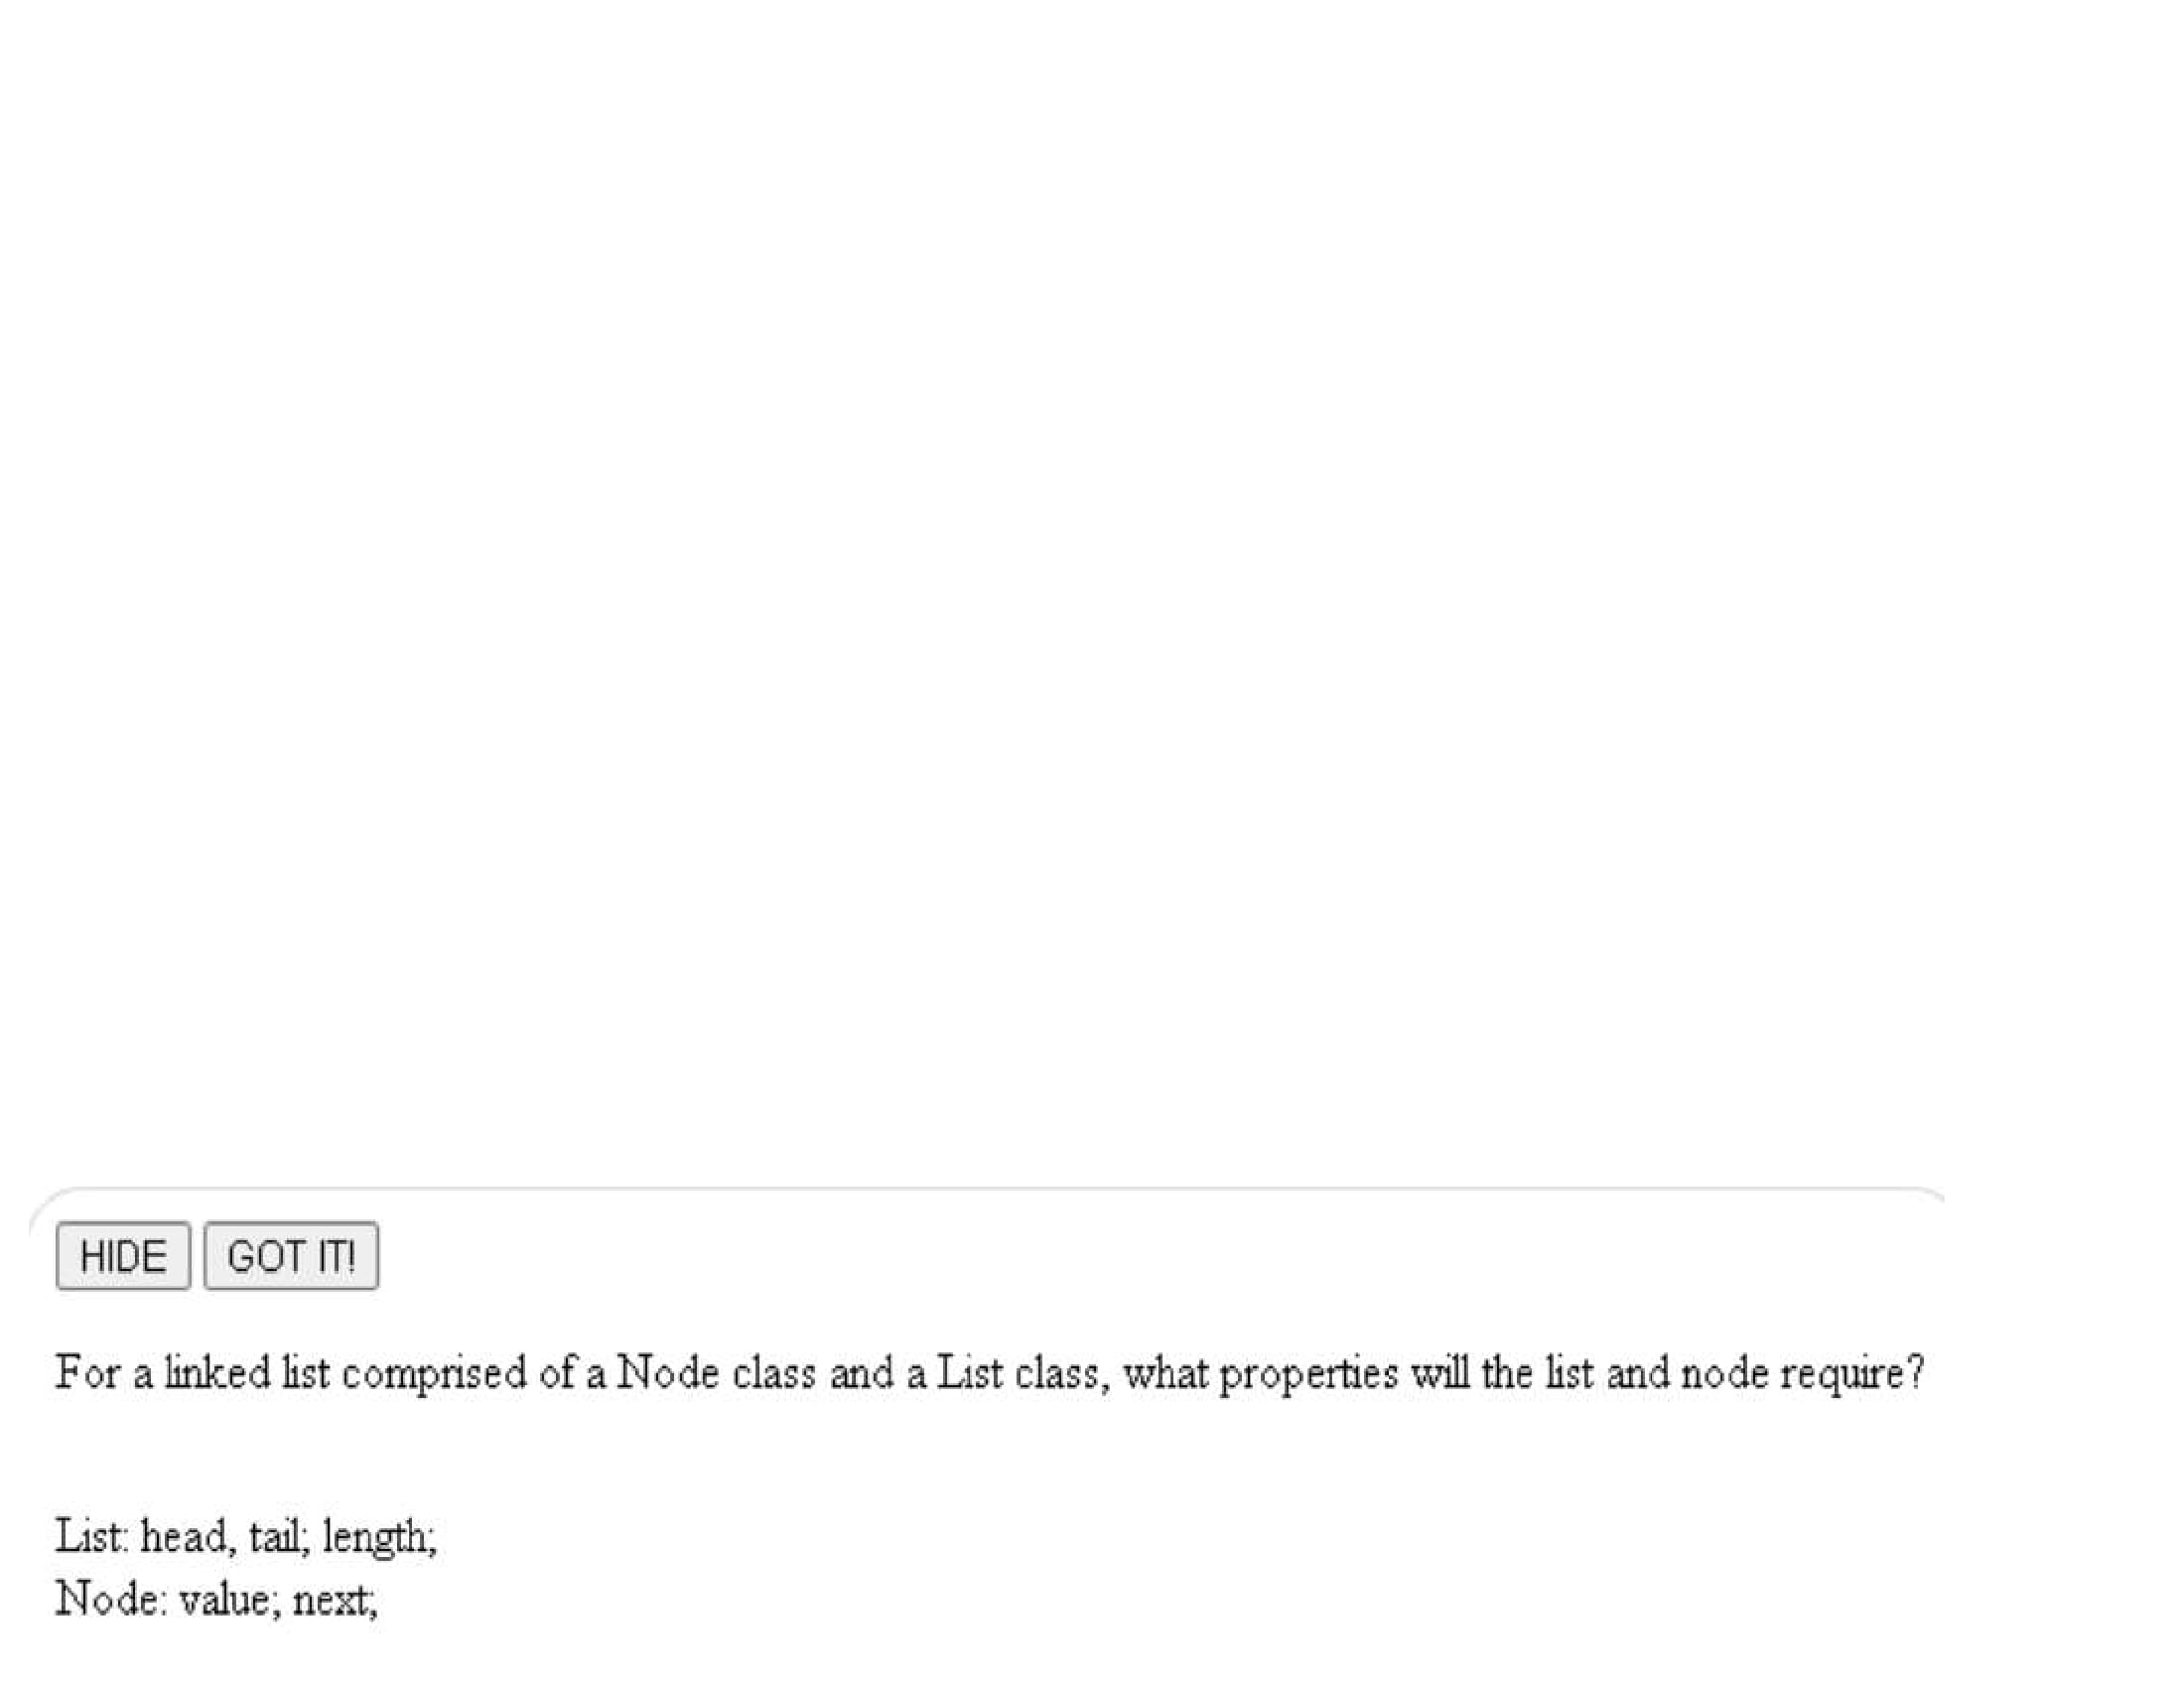 HIDE GOT IT!
For a linked list comprised of a Node class and a List class, what properties will the list and node require?
List: head, tail; length;
Node: value; next;